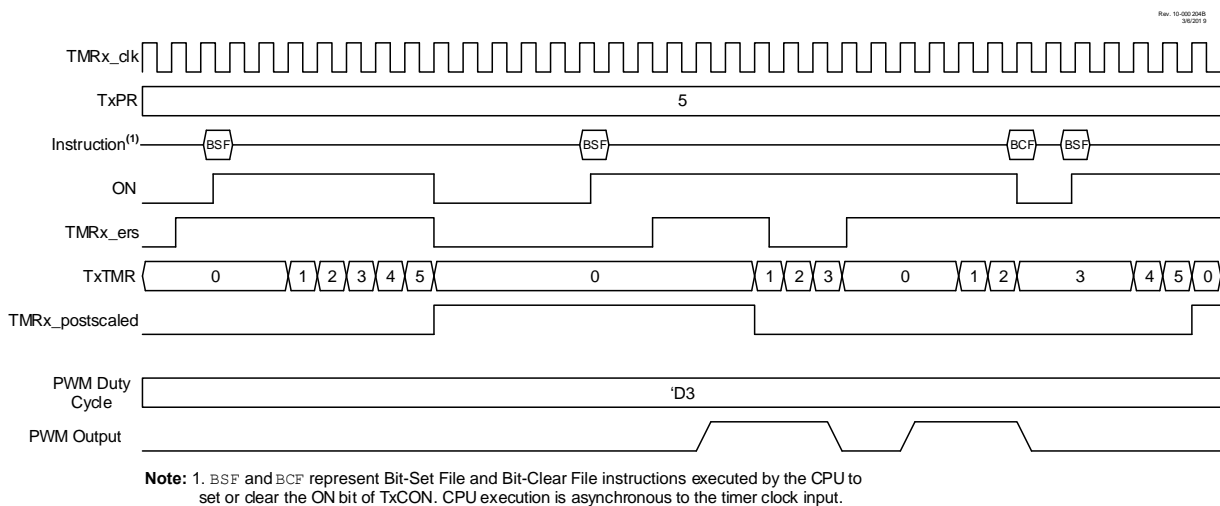 Rev. 10-000204B
3/6/2019
TMRx_clk
TxPR 5
Instruction(1) BSF BSF BCF BSF
ON
TMRx_ers
TxTMR 0 1 2 3 4 5 0 1 2 3 0 1 2 3 4 5 0
TMRx_postscaled
PWM Duty
Cycle 'D3
PWM Output
Note: 1. BSF and BCF represent Bit-Set File and Bit-Clear File instructions executed by the CPU to
set or clear the ON bit of TxCON. CPU execution is asynchronous to the timer clock input.